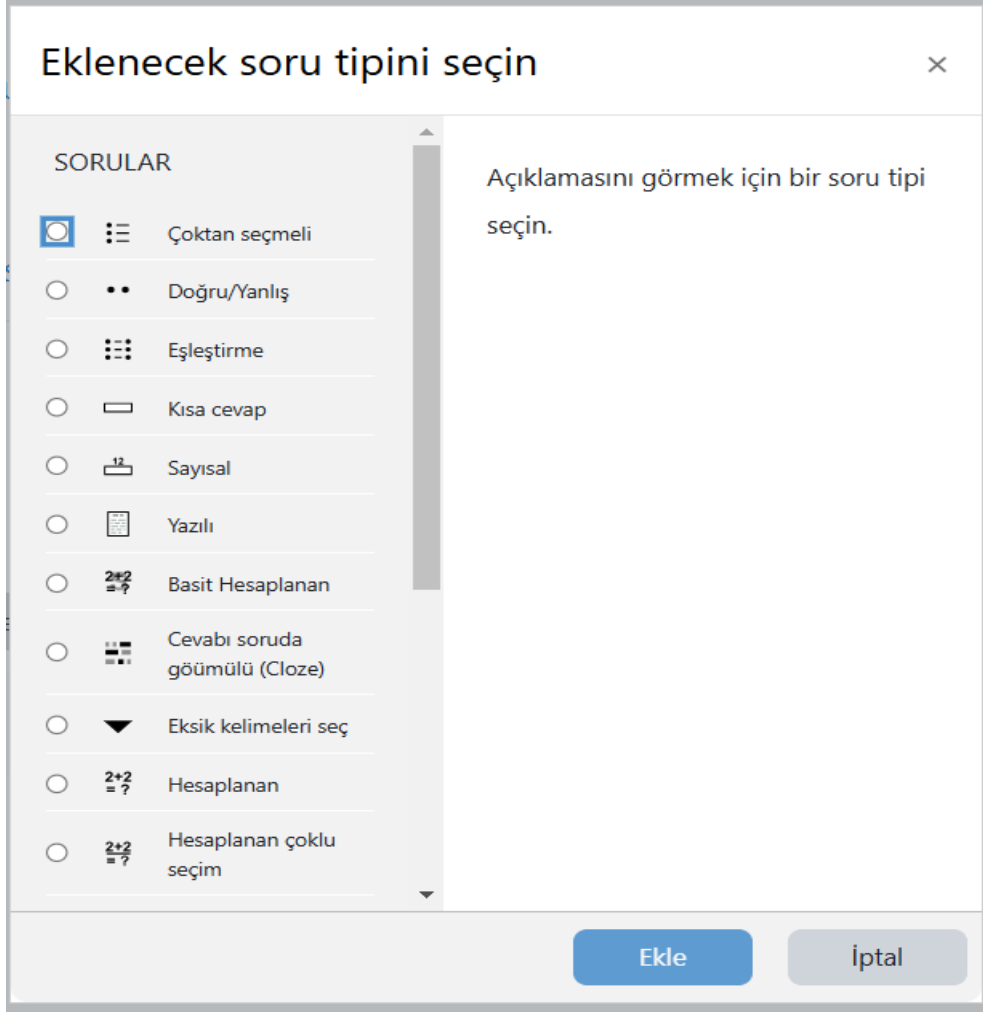 Eklenecek soru tipini seçin
×
SORULAR
Çoktan seçmeli
Doğru/Yanlış
Eşleştirme
Kısa cevap
12
Sayısal
Yazılı
2+2
= ?
Basit Hesaplanan
Cevabı soruda
göümülü (Cloze)
Eksik kelimeleri seç
2+2
= ?
Hesaplanan
2+2
= ?
Hesaplanan çoklu
seçim
Açıklamasını görmek için bir soru tipi
seçin.
Ekle
İptal